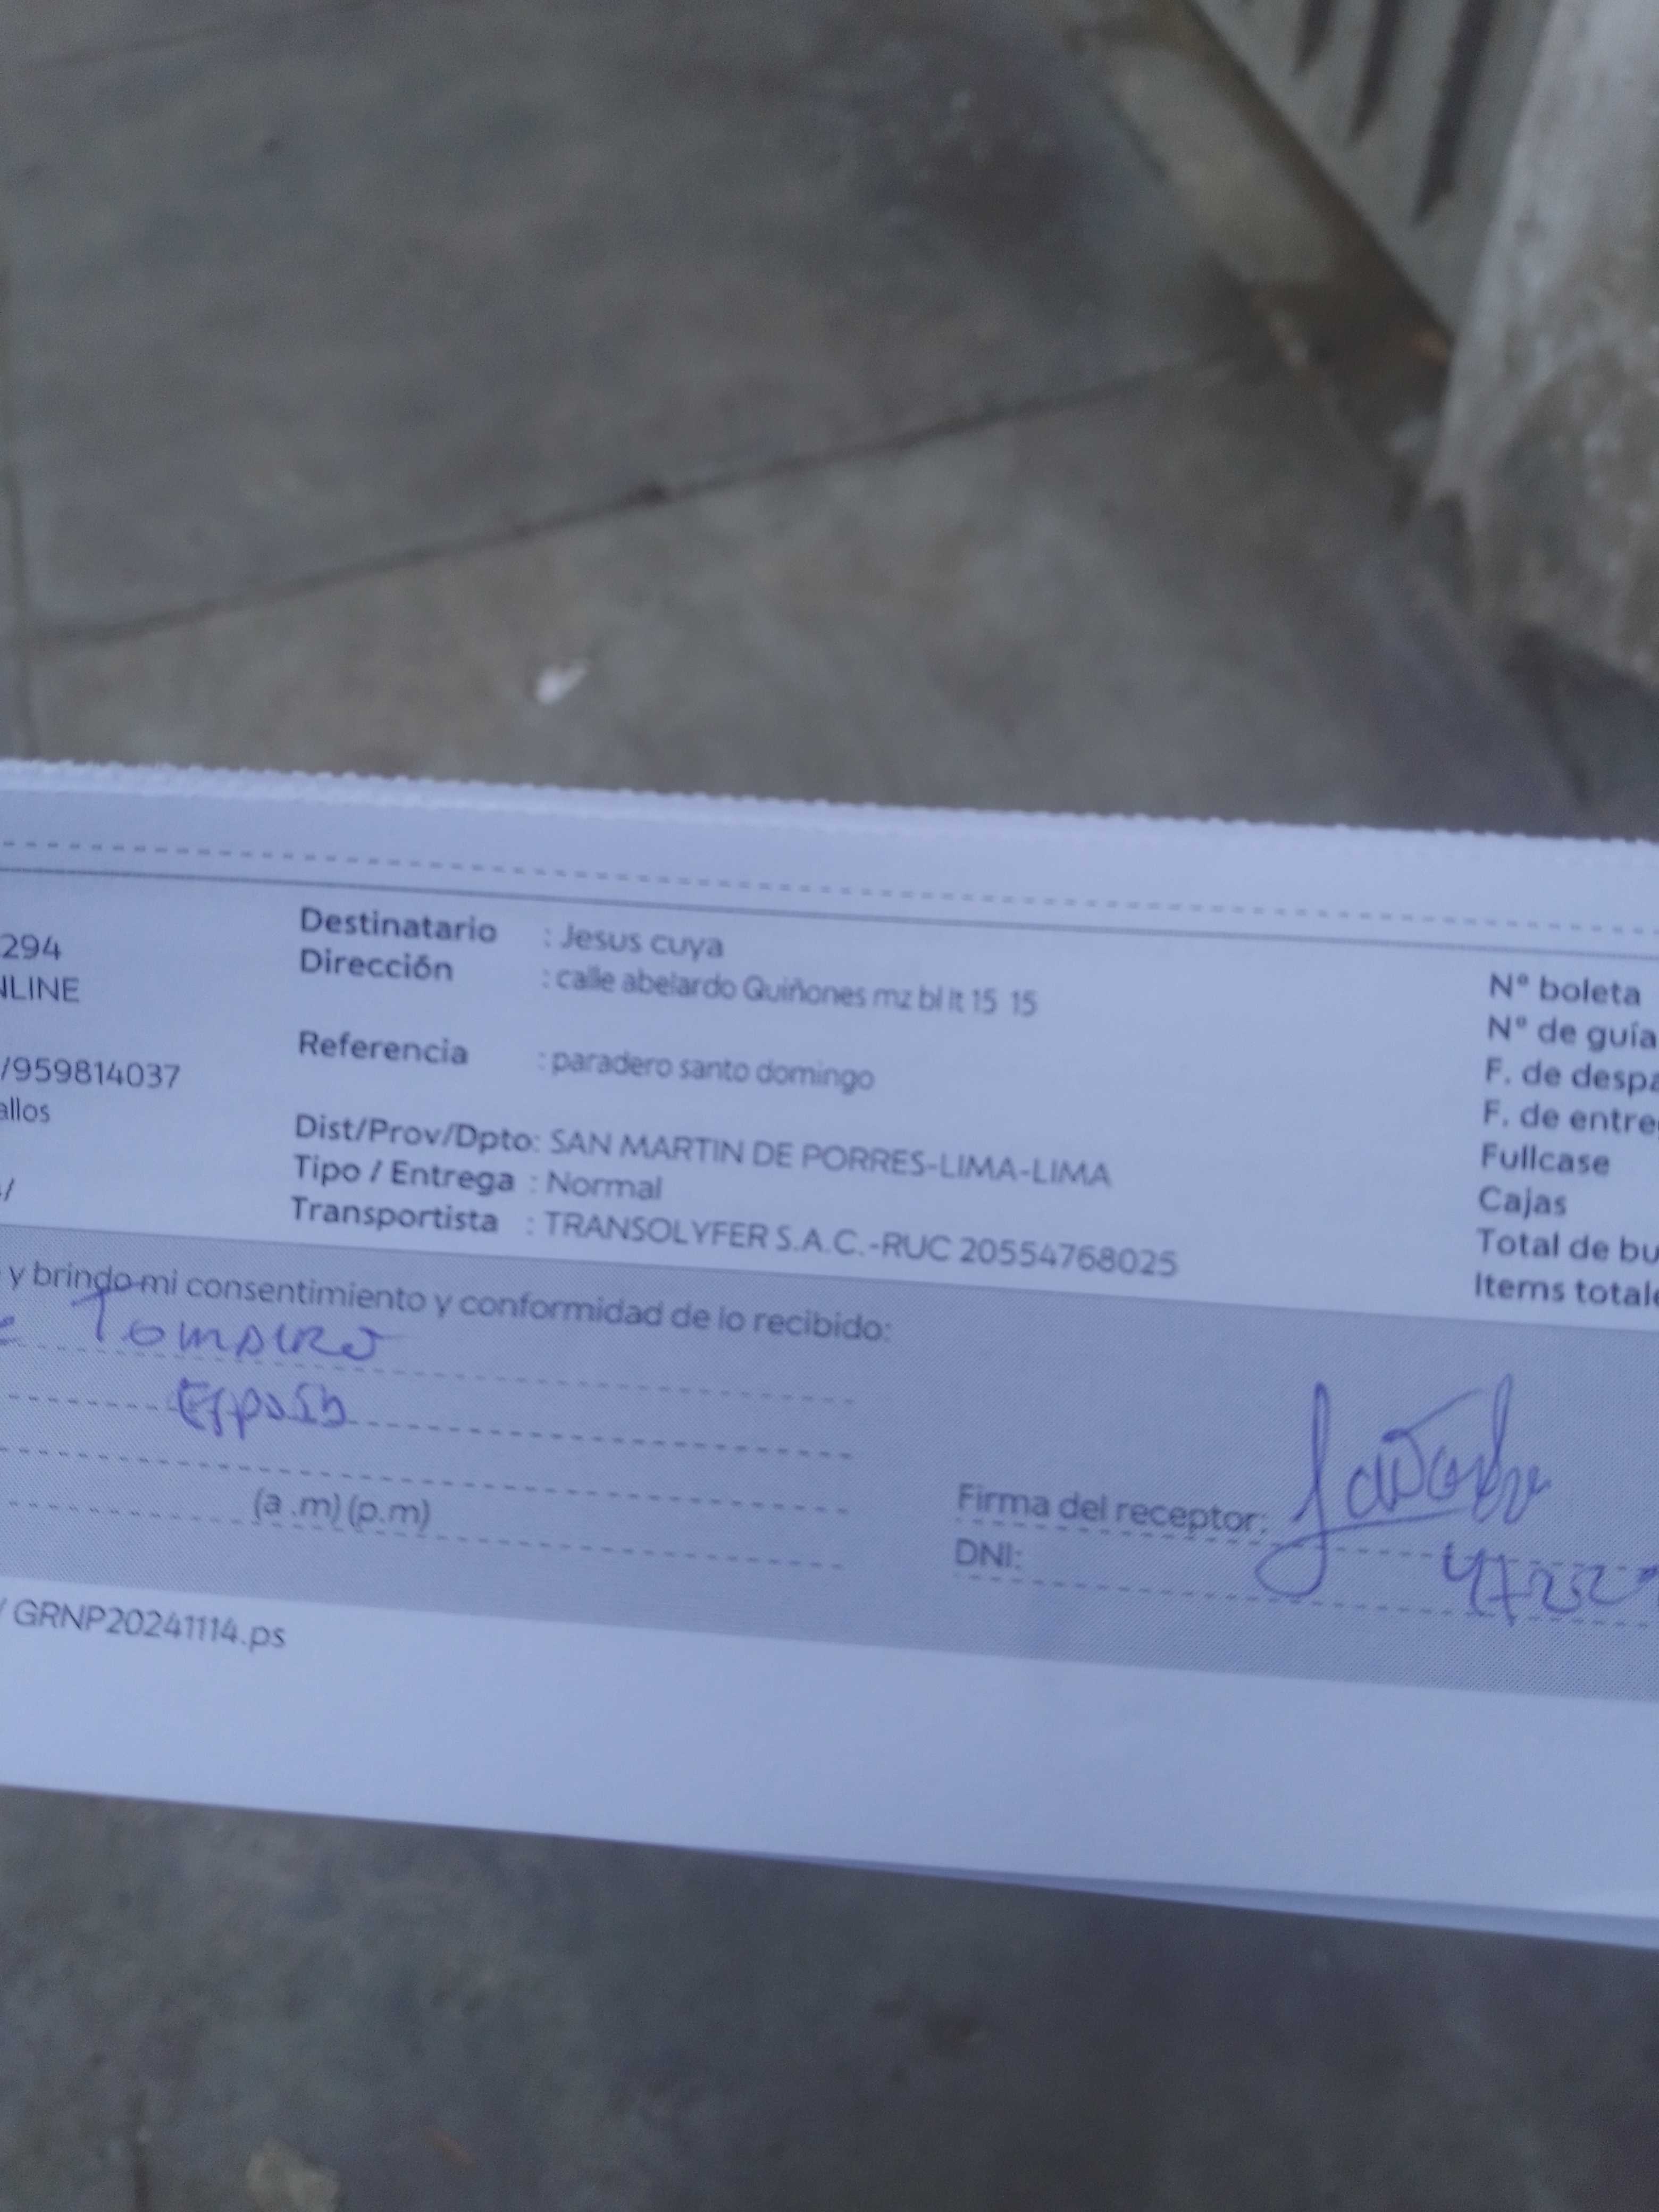 294
NLINE
/959814037
allos
Destinatario : Jesus cuya
Dirección : calle abelardo Quiñones mz bl lt 15 15
Referencia : paradero santo domingo
Dist/Prov/Dpto: SAN MARTIN DE PORRES-LIMA-LIMA
Tipo / Entrega : Normal
Transportista : TRANSOLYFER S.A.C.-RUC 20554768025
N° boleta
N° de guía
F. de despa
F. de entre
Fullcase
Cajas
Total de bu
Items totale
y brindo mi consentimiento y conformidad de lo recibido:
(a .m) (p.m)
Firma del receptor:
DNI:
/ GRNP20241114.ps